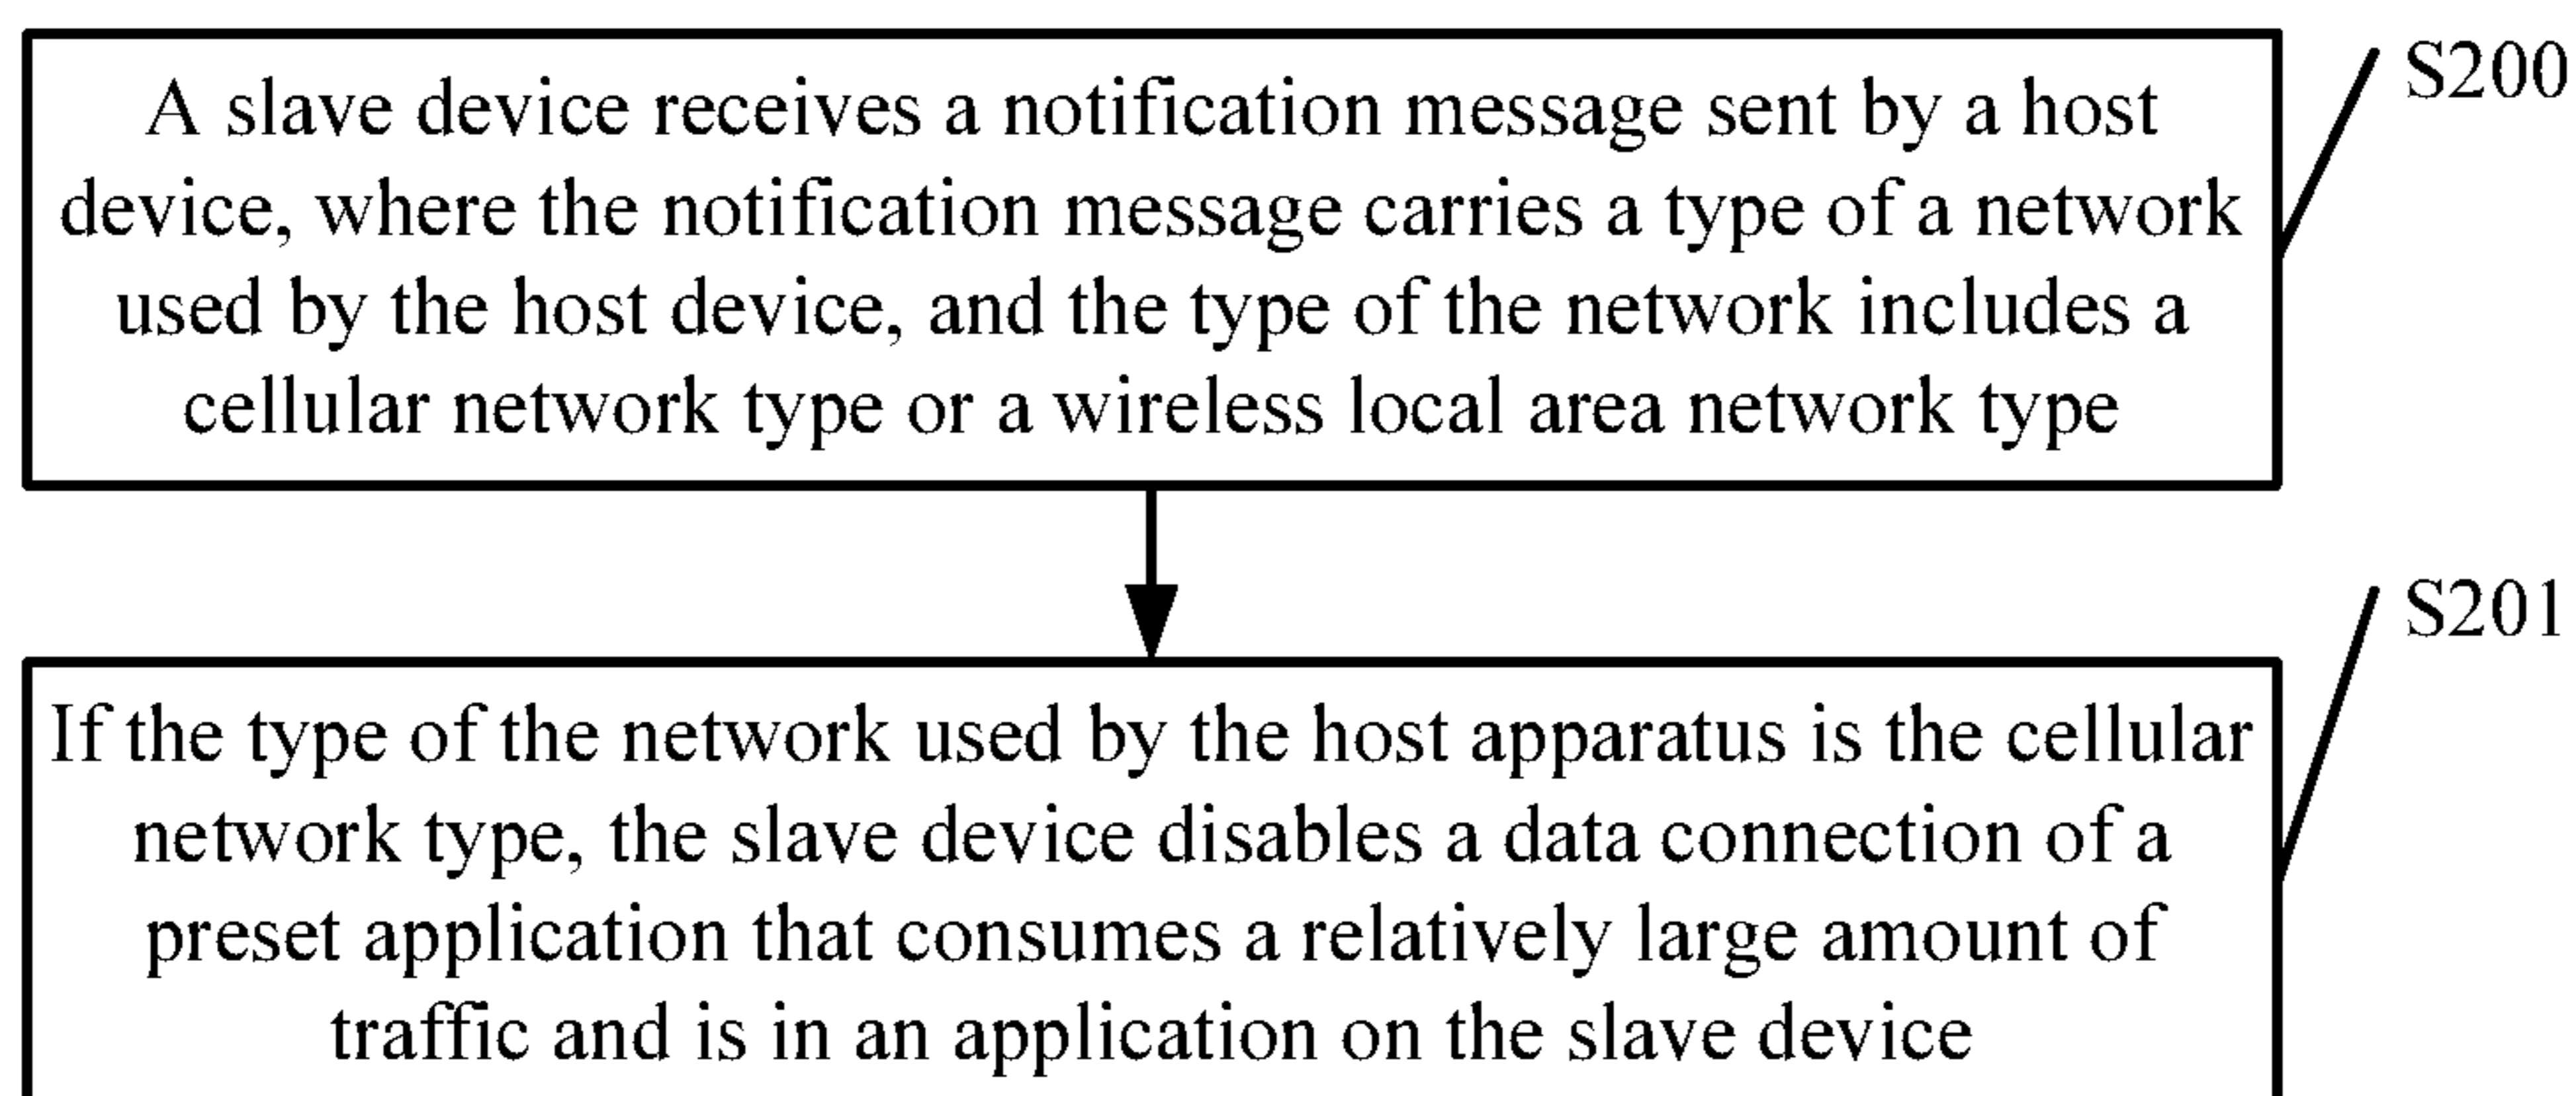 A slave device receives a notification message sent by a host
device, where the notification message carries a type of a network
used by the host device, and the type of the network includes a
cellular network type or a wireless local area network type
S200
If the type of the network used by the host apparatus is the cellular
network type, the slave device disables a data connection of a
preset application that consumes a relatively large amount of
traffic and is in an application on the slave device
S201